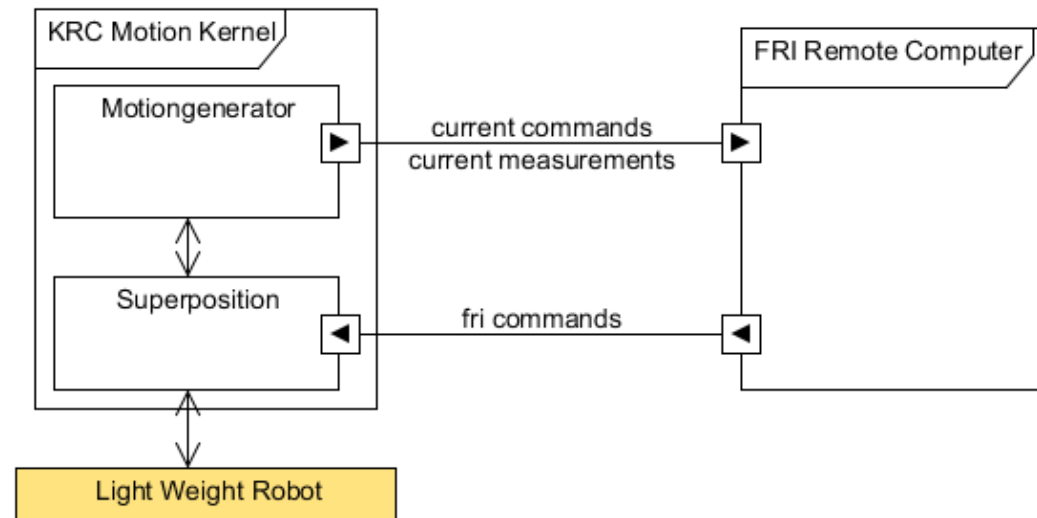 KRC Motion Kernel
FRI Remote Computer
Motiongenerator
current commands
current measurements
Superposition
fri commands
Light Weight Robot